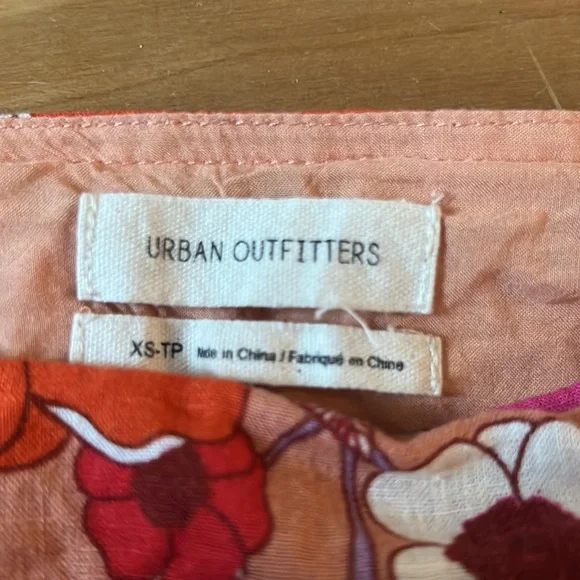 URBAN OUTFITTERS
XS-TP Made in China / Fabriqué en Chine